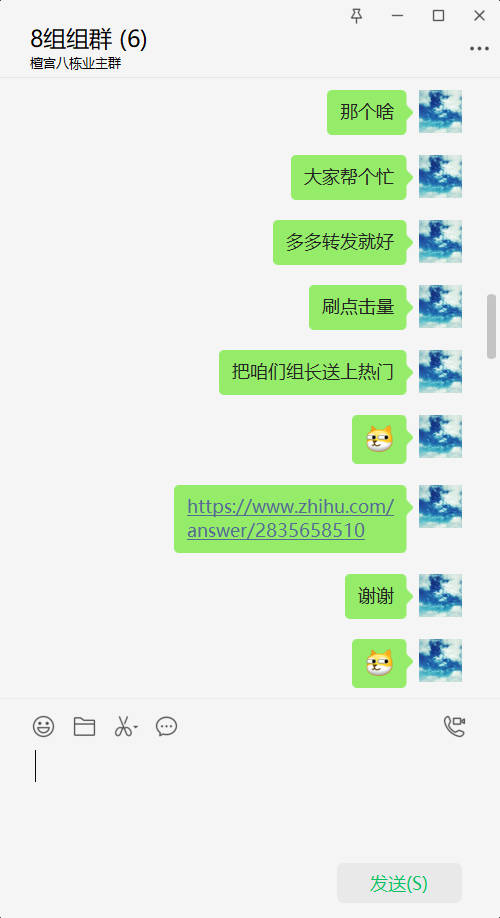 8组组群 (6)
檀宫八栋业主群
那个啥
大家帮个忙
多多转发就好
刷点击量
把咱们组长送上热门
https://www.zhihu.com/
answer/2835658510
谢谢
发送(S)